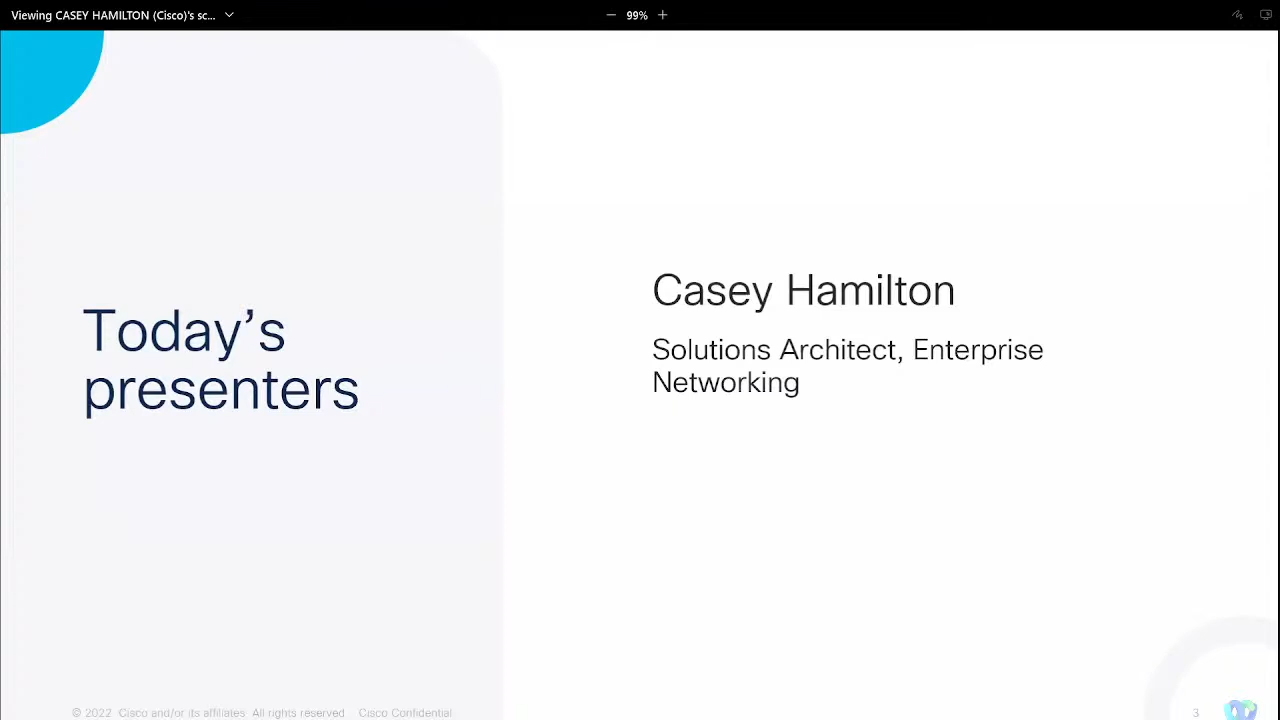 Viewing CASEY HAMILTON (Cisco)'s sc...
99%
Today’s
presenters
Casey Hamilton
Solutions Architect, Enterprise
Networking
© 2022 Cisco and/or its affiliates All rights reserved Cisco Confidential
3